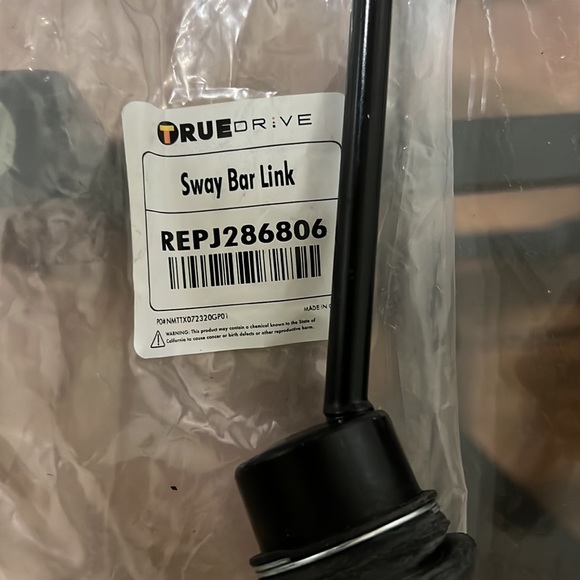 TRUEDRIVE
Sway Bar Link
REPJ286806
PO#NMTTX072320GP01
MADE IN
WARNING: This product may contain a chemical known to the State of
California to cause cancer or birth defects or other reproductive harm.